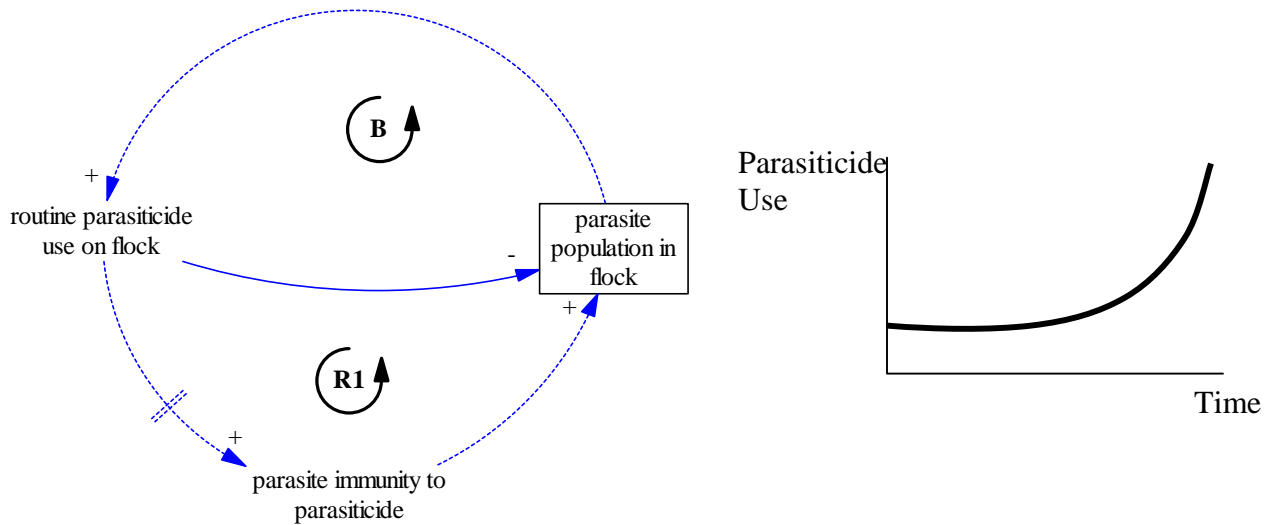 B
+
routine parasiticide
use on flock
-
parasite
population in
flock
+
R1
+
parasite immunity to
parasiticide
Parasiticide
Use
Time